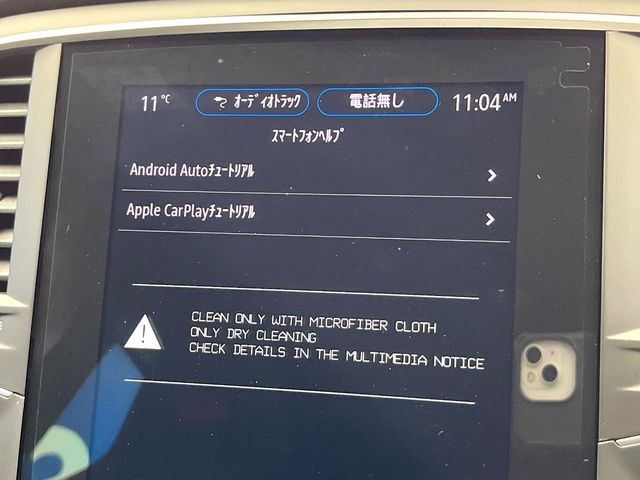 11 °C オーディオトラック 電話無し 11:04 AM
スマートフォンヘルプ
Android Autoチュートリアル
Apple CarPlayチュートリアル
CLEAN ONLY WITH MICROFIBER CLOTH
ONLY DRY CLEANING
CHECK DETAILS IN THE MULTIMEDIA NOTICE